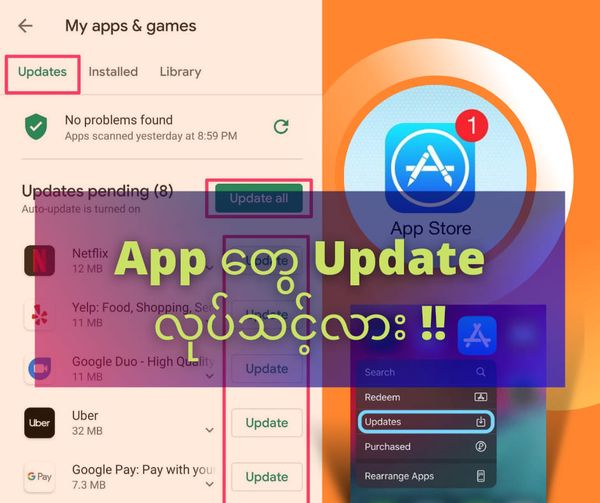 My apps & games
Updates
Installed
Library
No problems found
Apps scanned yesterday at 8:59 PM
Updates pending (8)
Auto-update is turned on
Update all
Netflix
12 MB
Update
Yelp: Food, Shopping, Se
11 MB
Update
Google Duo - High Quality
11 MB
Update
Uber
Uber
32 MB
Update
G Pay
Google Pay: Pay with your
7.3 MB
Update
App တွေ Update
လုပ်သင့်လား !!
1
App Store
Search
Redeem
Updates
Purchased
Rearrange Apps